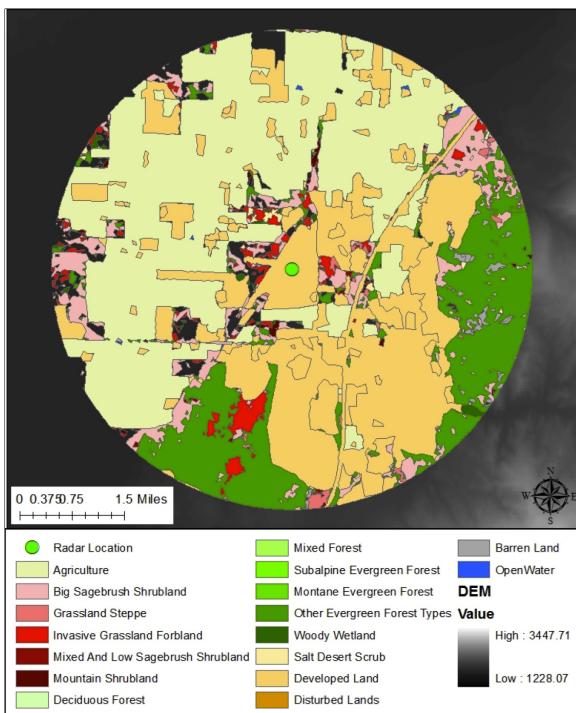 N
W E
S
0 0.375 0.75 1.5 Miles
Radar Location
Agriculture
Big Sagebrush Shrubland
Grassland Steppe
Invasive Grassland Forbland
Mixed And Low Sagebrush Shrubland
Mountain Shrubland
Deciduous Forest
Mixed Forest
Subalpine Evergreen Forest
Montane Evergreen Forest
Other Evergreen Forest Types
Woody Wetland
Salt Desert Scrub
Developed Land
Disturbed Lands
Barren Land
OpenWater
DEM
Value
High : 3447.71
Low : 1228.07